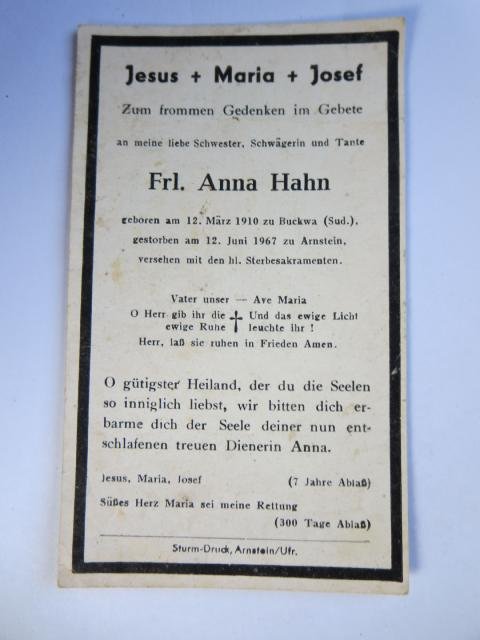 Jesus + Maria + Josef
Zum frommen Gedenken im Gebete
an meine liebe Schwester, Schwägerin und Tante
Frl. Anna Hahn
geboren am 12. März 1910 zu Buckwa (Sud.),
gestorben am 12. Juni 1967 zu Arnstein,
versehen mit den hl. Sterbesakramenten.
Vater unser — Ave Maria
O Herr gib ihr die † Und das ewige Licht
ewige Ruhe leuchte ihr !
Herr, laß sie ruhen in Frieden Amen.
O gütigster Heiland, der du die Seelen
so inniglich liebst, wir bitten dich er-
barme dich der Seele deiner nun ent-
schlafenen treuen Dienerin Anna.
Jesus, Maria, Josef (7 Jahre Ablaß)
Süßes Herz Maria sei meine Rettung
(300 Tage Ablaß)
Sturm-Druck, Arnstein/Ufr.